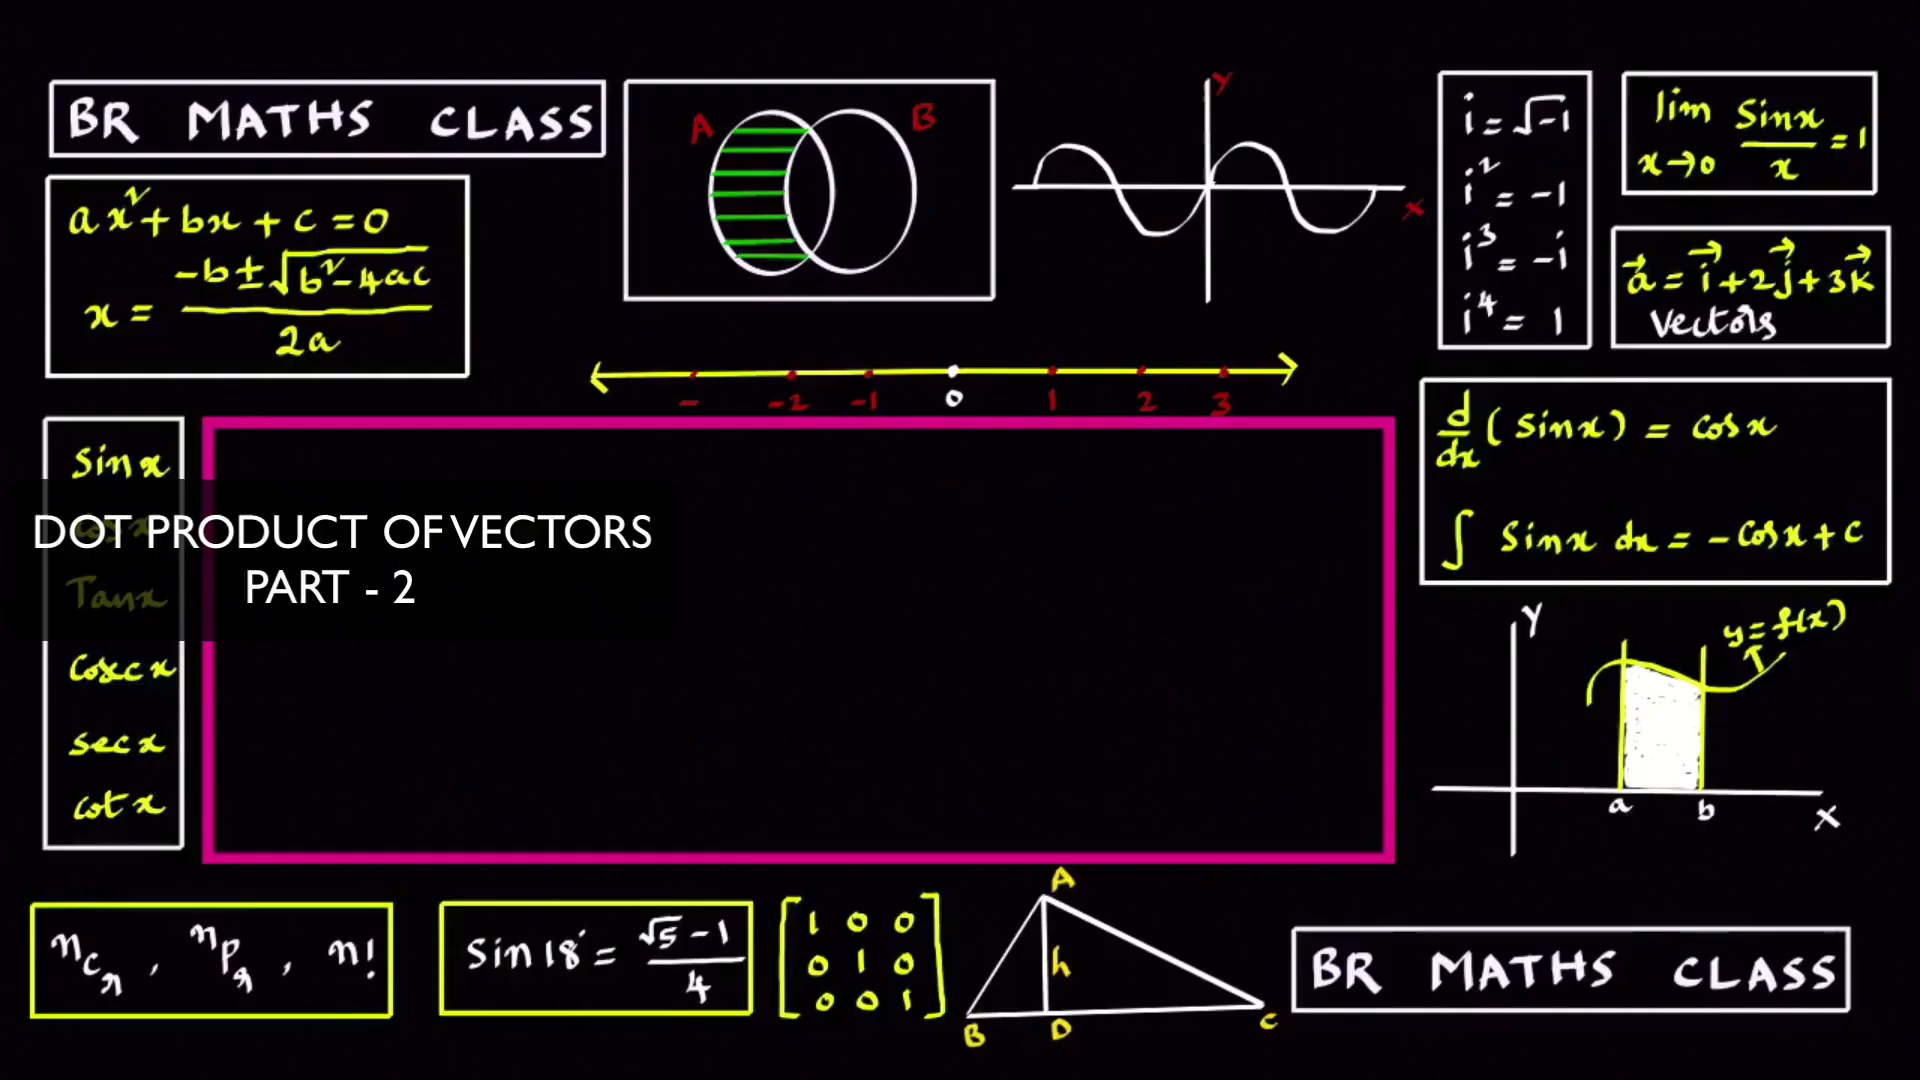 BR MATHS CLASS
ax²+bx+c=0
x = -b±√b²-4ac / 2a
A
B
Y
X
i=√-1
i²=-1
i³=-i
i⁴=1
lim x→0 Sinx/x =1
a⃗=i⃗+2j⃗+3k⃗
Vectors
- -2 -1 0 1 2 3
d/dx (Sinx) = Cosx
∫ Sinx dx = -Cosx+c
Sinx
Cosx
Tanx
Cosecx
secx
cotx
DOT PRODUCT OF VECTORS
PART - 2
Y
y=f(x)
a
b
X
nCr, nPr, n!
Sin18° = √5-1 / 4
1 0 0
0 1 0
0 0 1
A
h
B
D
C
BR MATHS CLASS